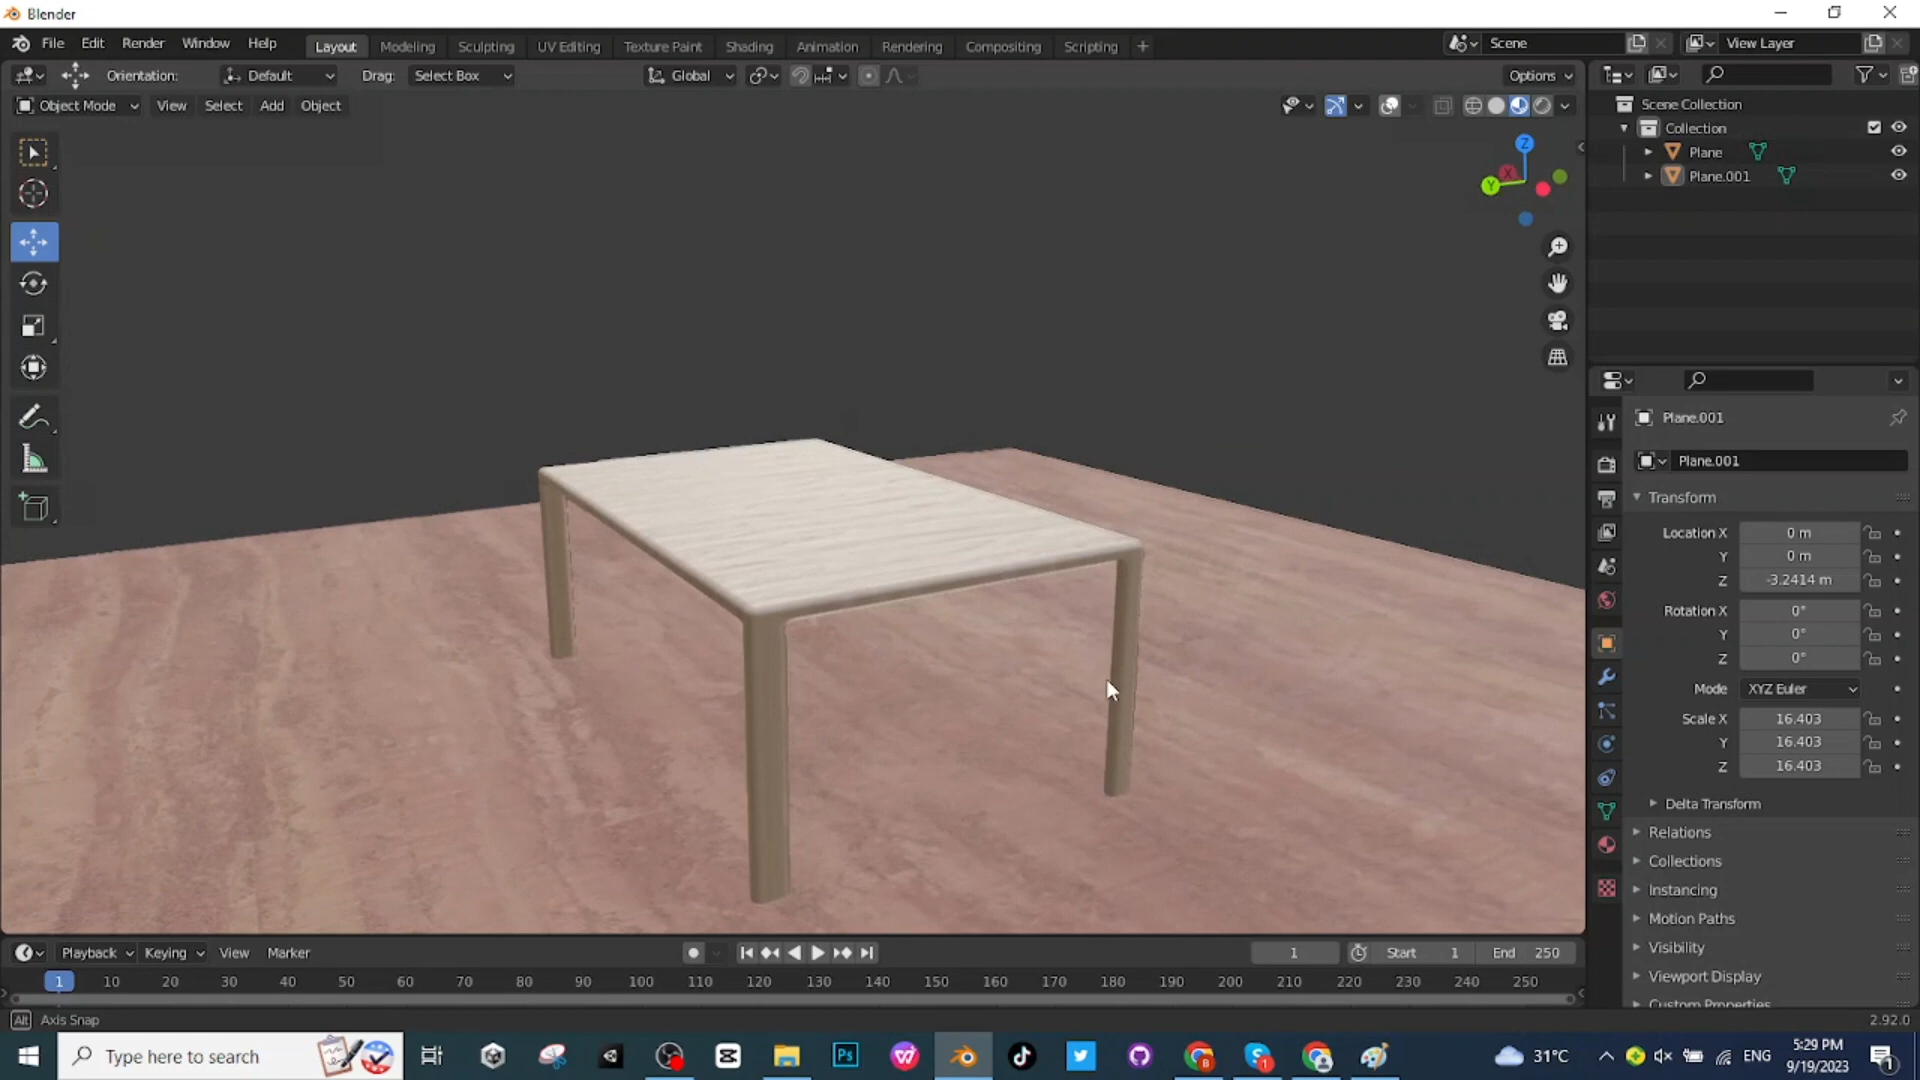 Blender
File Edit Render Window Help Layout Modeling Sculpting UV Editing Texture Paint Shading Animation Rendering Compositing Scripting + Scene View Layer
Orientation: Default Drag: Select Box Global Options
Object Mode View Select Add Object
Scene Collection
Collection
Plane
Plane.001
Z
X
Y
Plane.001
Plane.001
Transform
Location X 0 m
Y 0 m
Z -3.2414 m
Rotation X 0°
Y 0°
Z 0°
Mode XYZ Euler
Scale X 16.403
Y 16.403
Z 16.403
Delta Transform
Relations
Collections
Instancing
Motion Paths
Visibility
Viewport Display
Custom Properties
Playback Keying View Marker 1 Start 1 End 250
1 10 20 30 40 50 60 70 80 90 100 110 120 130 140 150 160 170 180 190 200 210 220 230 240 250
Alt Axis Snap 2.92.0
Type here to search Ps 31°C ENG 5:29 PM
9/19/2023